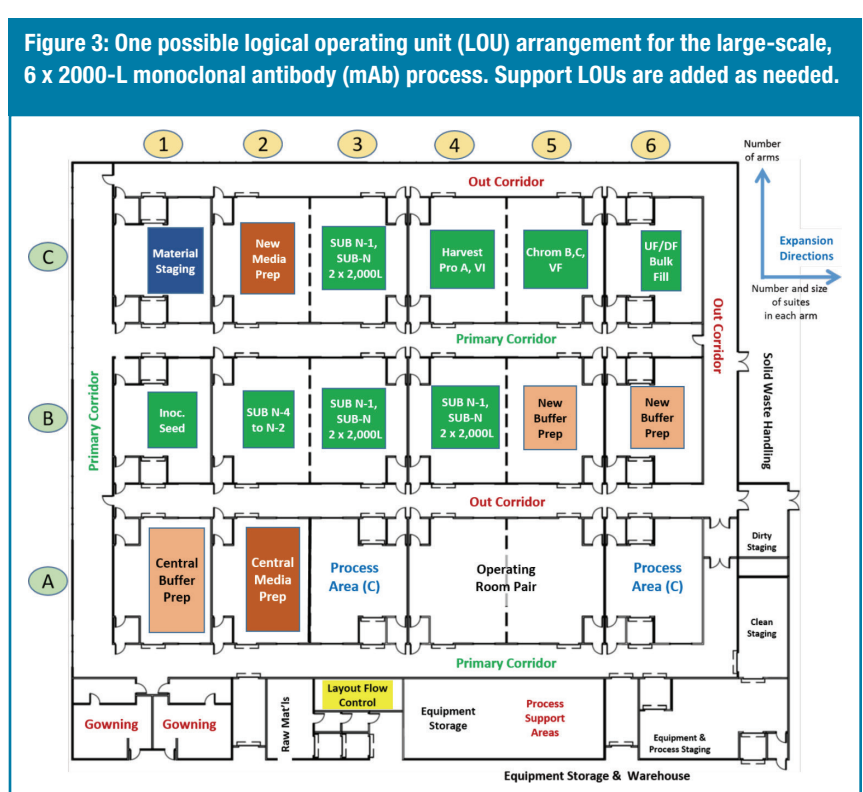 Figure 3: One possible logical operating unit (LOU) arrangement for the large-scale,
6 x 2000-L monoclonal antibody (mAb) process. Support LOUs are added as needed.
1
2
3
4
5
6
Number
of arms
Out Corridor
Expansion
Directions
Number and size
of suites
in each arm
C
Material
Staging
New
Media
Prep
SUB N-1,
SUB-N
2 x 2,000L
Harvest
Pro A, VI
Chrom B,C,
VF
UF/DF
Bulk
Fill
Out Corridor
Primary Corridor
Primary Corridor
Solid Waste Handling
B
Inoc.
Seed
SUB N-4
to N-2
SUB N-1,
SUB-N
2 x 2,000L
SUB N-1,
SUB-N
2 x 2,000L
New
Buffer
Prep
New
Buffer
Prep
Out Corridor
A
Central
Buffer
Prep
Central
Media
Prep
Process
Area (C)
Operating
Room Pair
Process
Area (C)
Dirty
Staging
Clean
Staging
Primary Corridor
Gowning
Gowning
Raw Mat'ls
Layout Flow
Control
Equipment
Storage
Process
Support
Areas
Equipment &
Process Staging
Equipment Storage & Warehouse